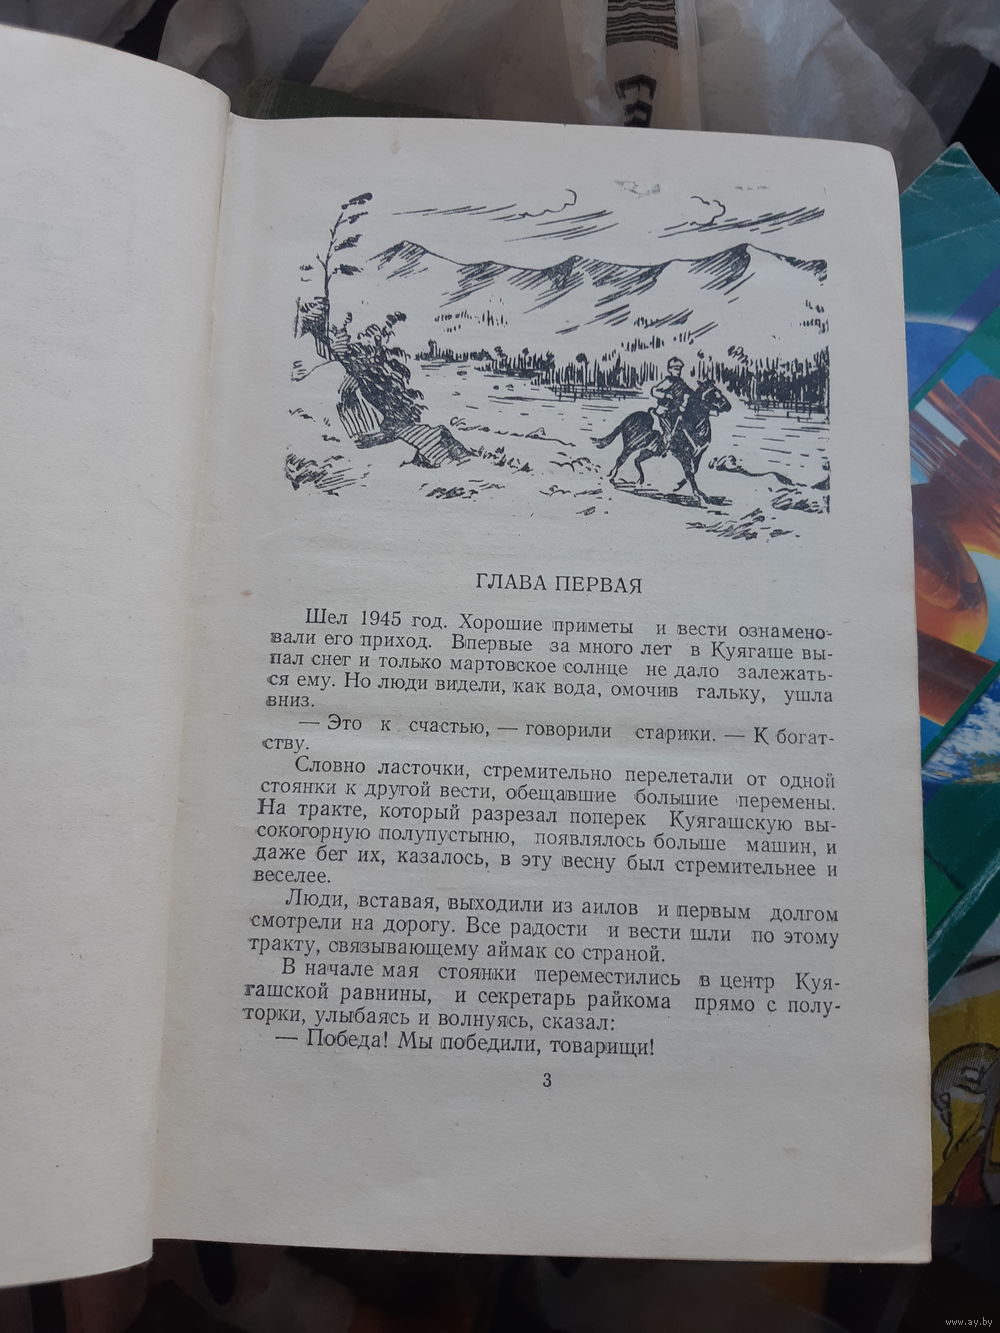 ГЛАВА ПЕРВАЯ
Шел 1945 год. Хорошие приметы и вести ознамено-
вали его приход. Впервые за много лет в Куягаше вы-
пал снег и только мартовское солнце не дало залежать-
ся ему. Но люди видели, как вода, омочив гальку, ушла
вниз.
— Это к счастью, — говорили старики. — К богат-
ству.
Словно ласточки, стремительно перелетали от одной
стоянки к другой вести, обещавшие большие перемены.
На тракте, который разрезал поперек Куягашскую вы-
сокогорную полупустыню, появлялось больше машин, и
даже бег их, казалось, в эту весну был стремительнее и
веселее.
Люди, вставая, выходили из аилов и первым долгом
смотрели на дорогу. Все радости и вести шли по этому
тракту, связывающему аймак со страной.
В начале мая стоянки переместились в центр Куя-
гашской равнины, и секретарь райкома прямо с полу-
торки, улыбаясь и волнуясь, сказал:
— Победа! Мы победили, товарищи!
3
www.ay.by